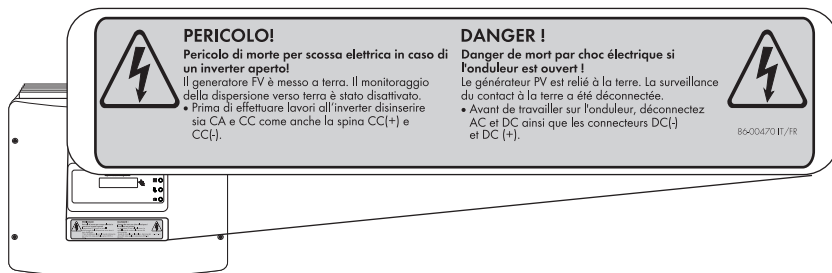 PERICOLO!
Pericolo di morte per scossa elettrica in caso di
un inverter aperto!
Il generatore FV è messo a terra. Il monitoraggio
della dispersione verso terra è stato disattivato.
• Prima di effettuare lavori all'inverter disinserire
sia CA e CC come anche la spina CC(+) e
CC(-).
DANGER !
Danger de mort par choc électrique si
l'onduleur est ouvert !
Le générateur PV est relié à la terre. La surveillance
du contact à la terre a été déconnectée.
• Avant de travailler sur l'onduleur, déconnectez
AC et DC ainsi que les connecteurs DC(-)
et DC (+).
86-00470 IT/FR